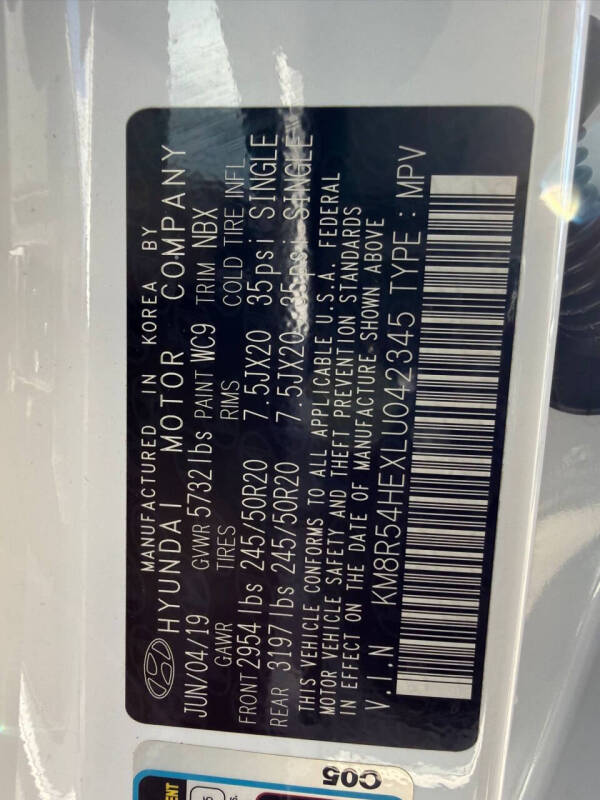 MANUFACTURED IN KOREA BY
HYUNDAI MOTOR COMPANY
JUN/04/19 GVWR 5732 lbs PAINT WC9 TRIM NBX
GAWR TIRES RIMS COLD TIRE INFL
FRONT 2954 lbs 245/50R20 7.5JX20 35psi SINGLE
REAR 3197 lbs 245/50R20 7.5JX20 35psi SINGLE
THIS VEHICLE CONFORMS TO ALL APPLICABLE U.S.A. FEDERAL
MOTOR VEHICLE SAFETY AND THEFT PREVENTION STANDARDS
IN EFFECT ON THE DATE OF MANUFACTURE SHOWN ABOVE
V.I.N KM8R54HEXLU042345 TYPE : MPV
C05